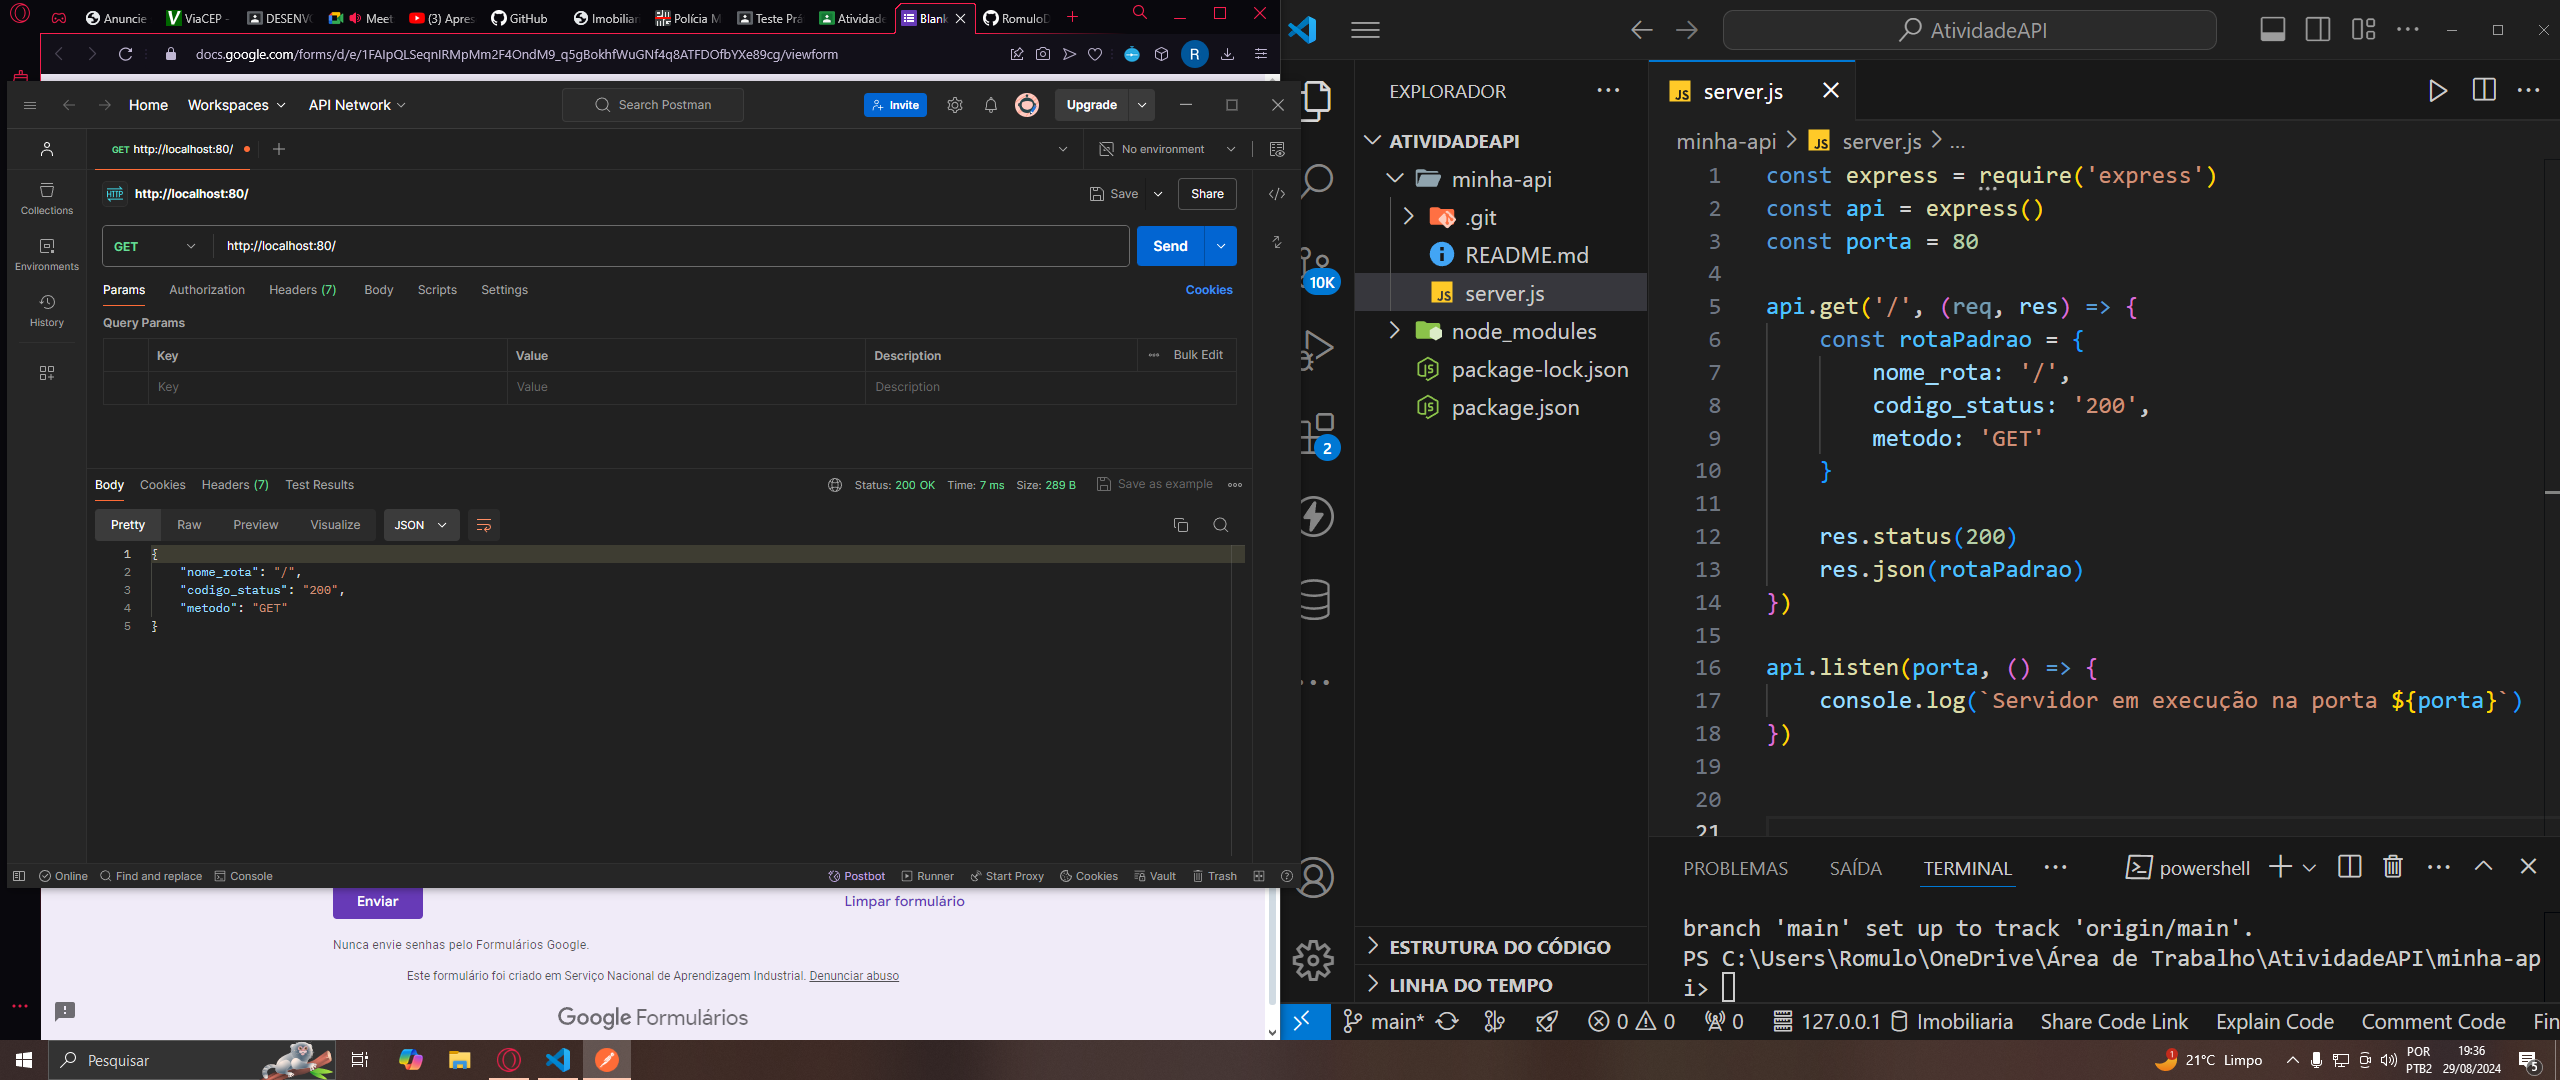 Anuncie
ViaCEP -
DESENV
Meet
(3) Apres
GitHub
Imobiliar
Polícia M
Teste Prá
Atividade
Blank
RomuloD
docs.google.com/forms/d/e/1FAIpQLSeqnIRMpMm2F4OndM9_q5gBokhfWuGNf4q8ATFDOfbYXe89cg/viewform
R
Home
Workspaces
API Network
Search Postman
Invite
Upgrade
GET http://localhost:80/
No environment
HTTP http://localhost:80/
Save
Share
GET
http://localhost:80/
Send
Collections
Environments
History
Params
Authorization
Headers (7)
Body
Scripts
Settings
Cookies
Query Params
Key
Value
Description
Bulk Edit
Key
Value
Description
Body
Cookies
Headers (7)
Test Results
Status: 200 OK
Time: 7 ms
Size: 289 B
Save as example
Pretty
Raw
Preview
Visualize
JSON
1 {
2 "nome_rota": "/",
3 "codigo_status": "200",
4 "metodo": "GET"
5 }
Online
Find and replace
Console
Postbot
Runner
Start Proxy
Cookies
Vault
Trash
Enviar
Limpar formulário
Nunca envie senhas pelo Formulários Google.
Este formulário foi criado em Serviço Nacional de Aprendizagem Industrial. Denunciar abuso
Google Formulários
AtividadeAPI
10K
2
EXPLORADOR
ATIVIDADEAPI
minha-api
.git
README.md
JS server.js
node_modules
package-lock.json
package.json
ESTRUTURA DO CÓDIGO
LINHA DO TEMPO
JS server.js
minha-api > JS server.js > ...
1 const express = require('express')
2 const api = express()
3 const porta = 80
4
5 api.get('/', (req, res) => {
6 const rotaPadrao = {
7 nome_rota: '/',
8 codigo_status: '200',
9 metodo: 'GET'
10 }
11
12 res.status(200)
13 res.json(rotaPadrao)
14 })
15
16 api.listen(porta, () => {
17 console.log(`Servidor em execução na porta ${porta}`)
18 })
19
20
21
PROBLEMAS
SAÍDA
TERMINAL
powershell
branch 'main' set up to track 'origin/main'.
PS C:\Users\Romulo\OneDrive\Área de Trabalho\AtividadeAPI\minha-ap
i>
main*
0
0
0
127.0.0.1
Imobiliaria
Share Code Link
Explain Code
Comment Code
Fin
Pesquisar
1
21°C Limpo
POR
PTB2
19:36
29/08/2024
5